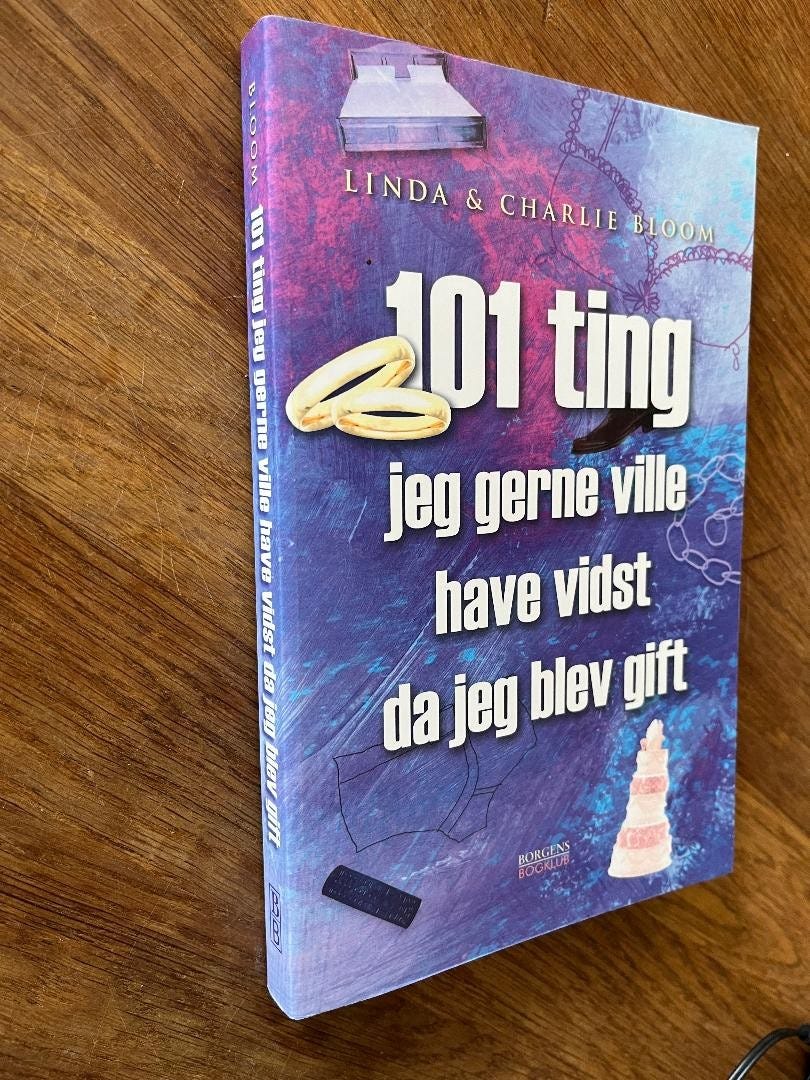 BLOOM 101 ting jeg gerne ville have vidst da jeg blev gift
LINDA & CHARLIE BLOOM
101 ting
jeg gerne ville
have vidst
da jeg blev gift
BORGENS
BOGKLUB